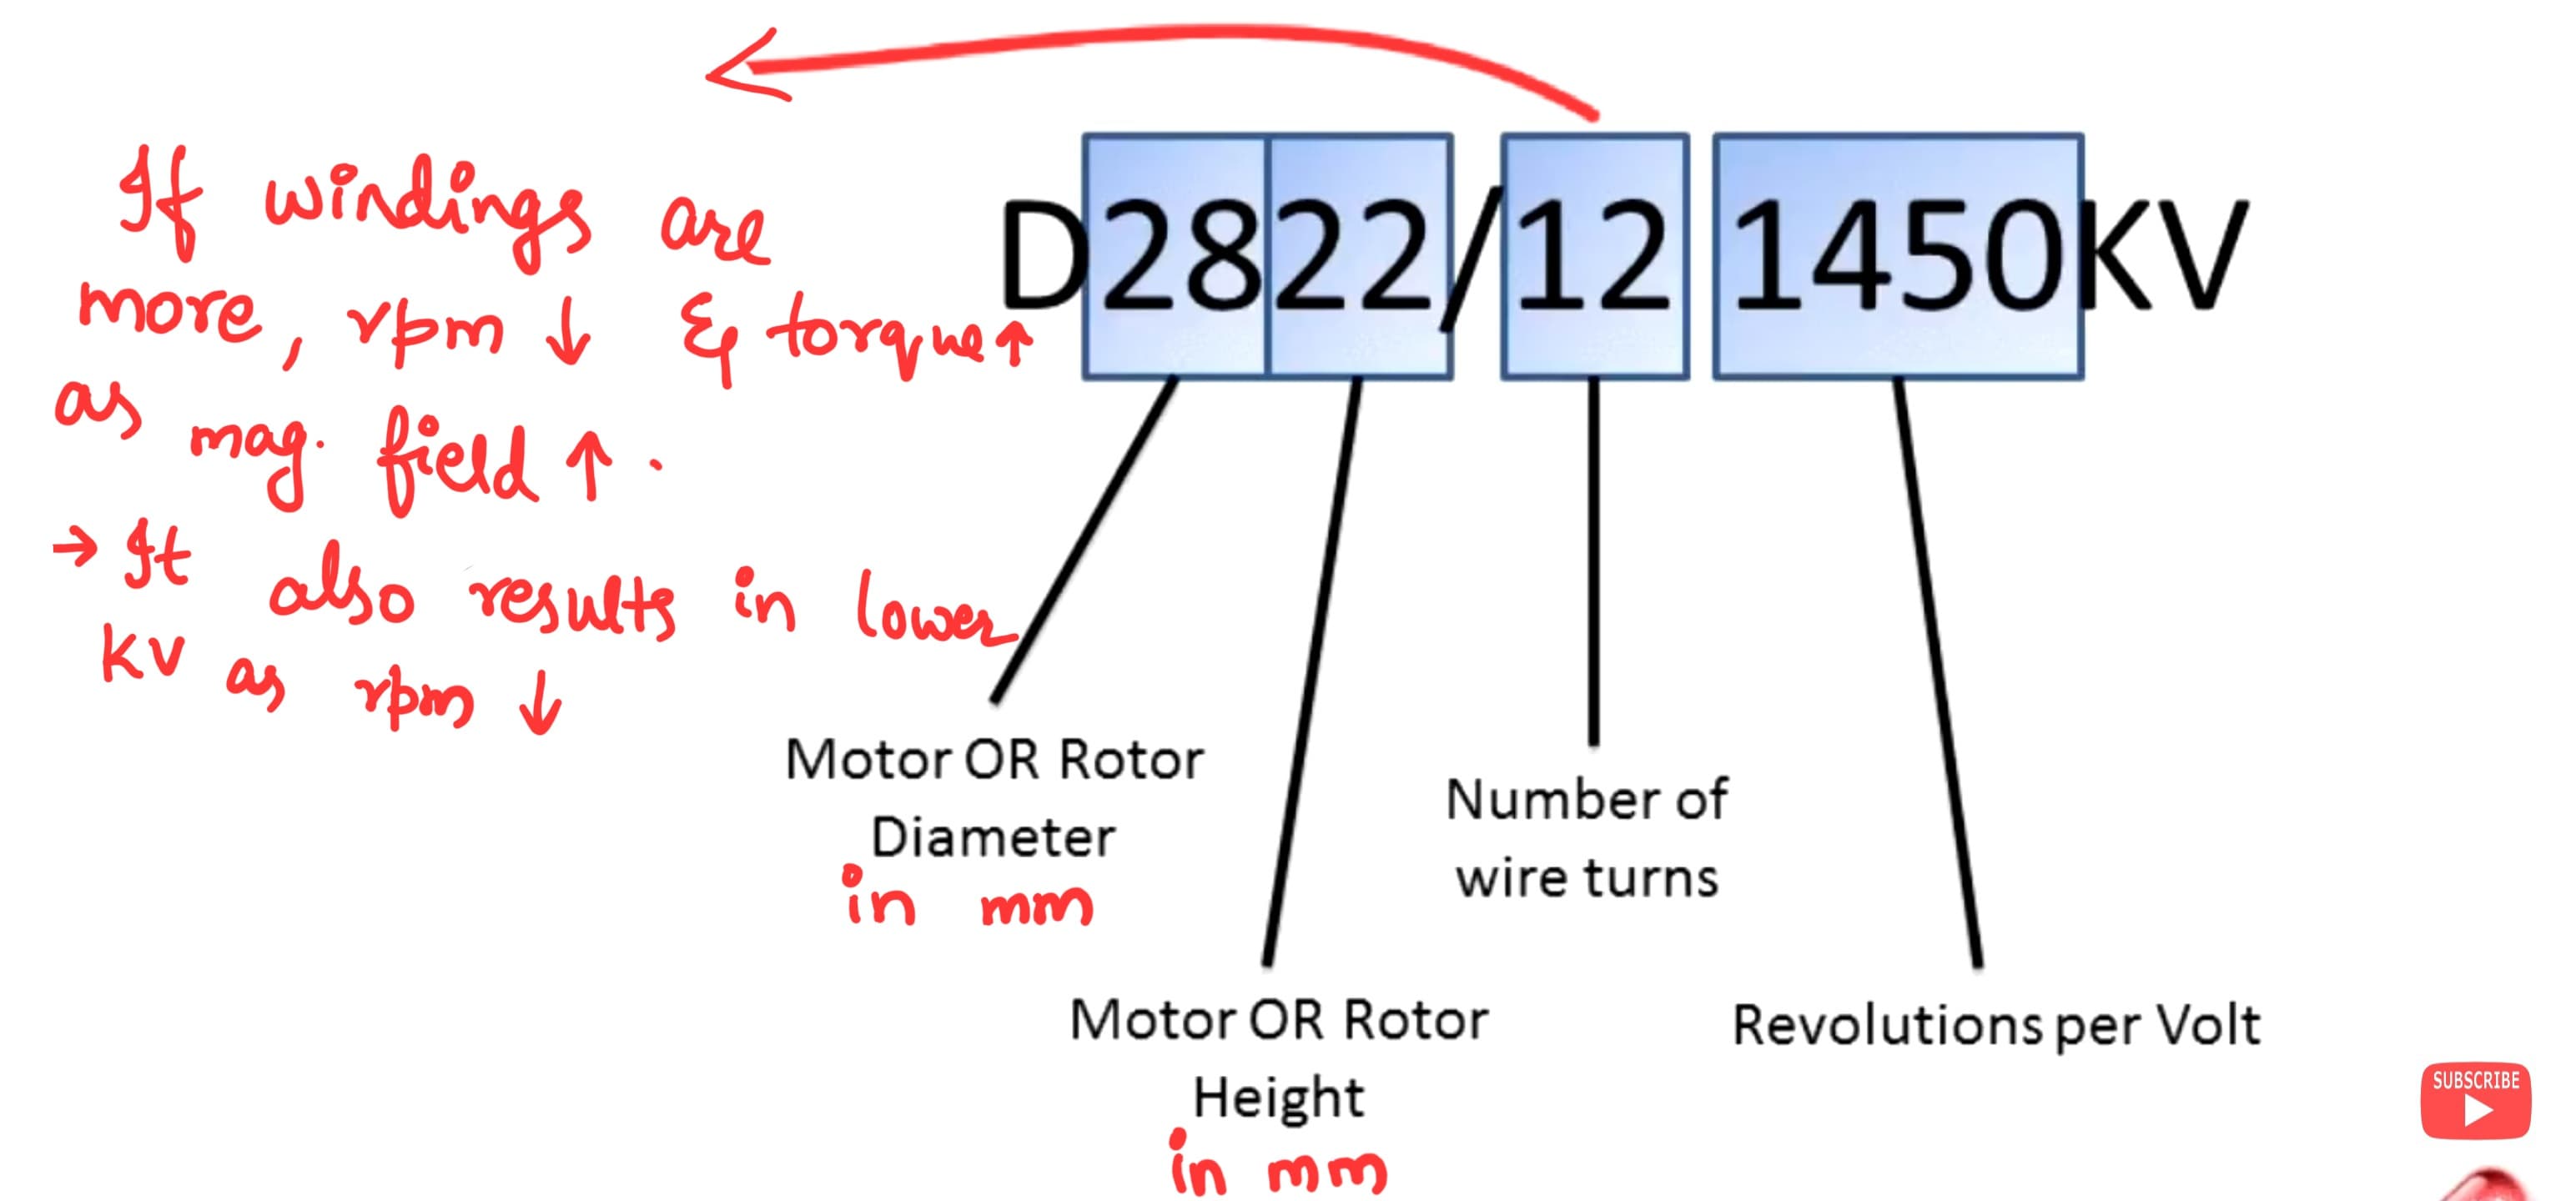 If windings are
more, rpm ↓ & torque ↑
as mag. field ↑.
→ It also results in lower
KV as rpm ↓
D2822/12 1450KV
Motor OR Rotor
Diameter
in mm
Motor OR Rotor
Height
in mm
Number of
wire turns
Revolutions per Volt
SUBSCRIBE